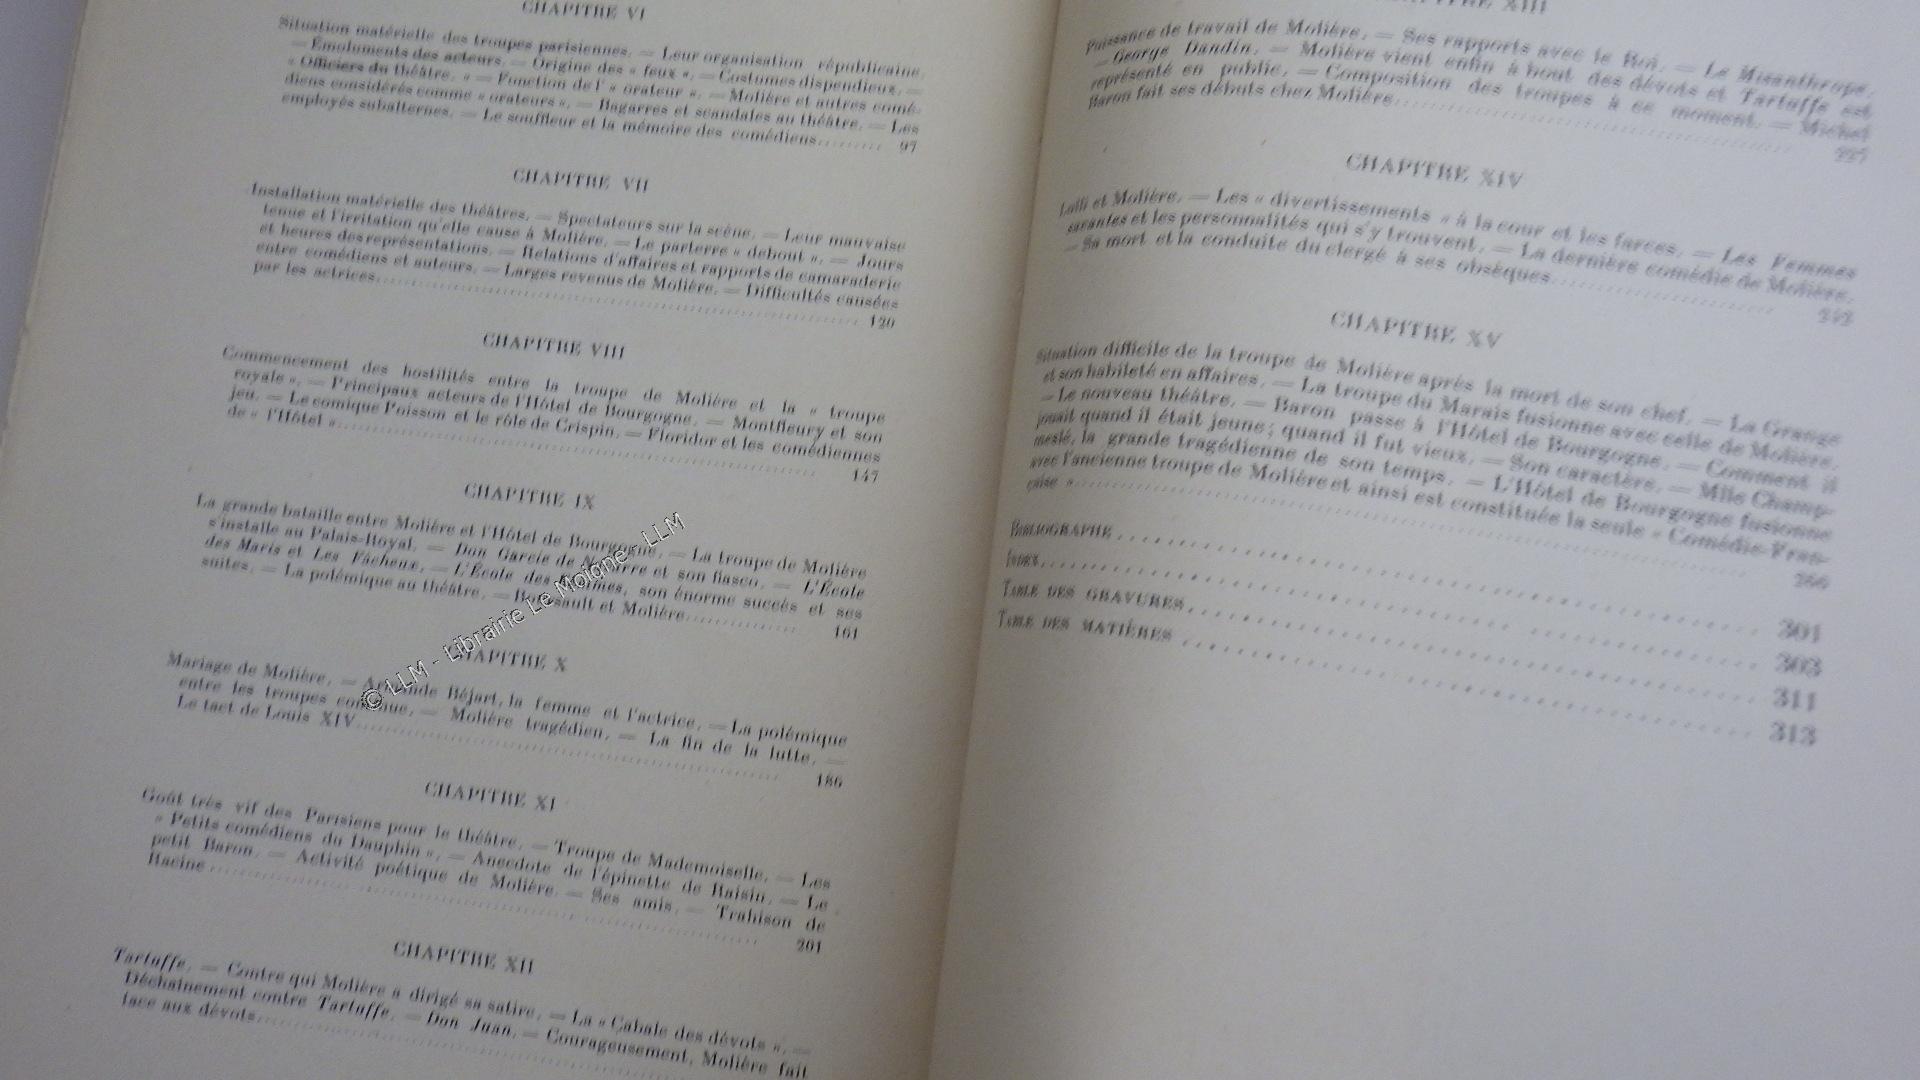 CHAPITRE VI
Situation matérielle des troupes parisiennes. — Leur organisation républicaine.
— Émoluments des acteurs. — Origine des « feux ». — Costumes dispendieux. —
« Officiers du théâtre. » — Fonction de l' « orateur ». — Molière et autres comé-
diens considérés comme « orateurs ». — Bagarres et scandales au théâtre. — Les
employés subalternes. — Le souffleur et la mémoire des comédiens......... 97
CHAPITRE VII
Installation matérielle des théâtres. — Spectateurs sur la scène. — Leur mauvaise
tenue et l'irritation qu'elle cause à Molière. — Le parterre « debout ». — Jours
et heures des représentations. — Relations d'affaires et rapports de camaraderie
entre comédiens et auteurs. — Larges revenus de Molière. — Difficultés causées
par les actrices......... 120
CHAPITRE VIII
Commencement des hostilités entre la troupe de Molière et la « troupe
royale ». — Principaux acteurs de l'Hôtel de Bourgogne. — Montfleury et son
jeu. — Le comique Poisson et le rôle de Crispin. — Floridor et les comédiennes
de « l'Hôtel »......... 147
CHAPITRE IX
La grande bataille entre Molière et l'Hôtel de Bourgogne. — La troupe de Molière
s'installe au Palais-Royal. — Don Garcie de Navarre et son fiasco. — L'École
des Maris et Les Fâcheux. — L'École des Femmes, son énorme succès et ses
suites. — La polémique au théâtre. — Boursault et Molière......... 161
CHAPITRE X
Mariage de Molière. — Armande Béjart, la femme et l'actrice. — La polémique
entre les troupes continue. — Molière tragédien. — La fin de la lutte. —
Le tact de Louis XIV......... 186
CHAPITRE XI
Goût très vif des Parisiens pour le théâtre. — Troupe de Mademoiselle. — Les
« Petits comédiens du Dauphin ». — Anecdote de l'épinette de Raisin. — Le
petit Baron. — Activité poétique de Molière. — Ses amis. — Trahison de
Racine......... 201
CHAPITRE XII
Tartuffe. — Contre qui Molière a dirigé sa satire. — La « Cabale des dévots ». —
Déchaînement contre Tartuffe. — Don Juan. — Courageusement, Molière fait
face aux dévots.........
© LLM - Librairie Le Moine - LLM
CHAPITRE XIII
Puissance de travail de Molière. — Ses rapports avec le Roi. — Le Misanthrope.
— George Dandin. — Molière vient enfin à bout des dévots et Tartuffe est
représenté en public. — Composition des troupes à ce moment. — Michel
Baron fait ses débuts chez Molière......... 227
CHAPITRE XIV
Lulli et Molière. — Les « divertissements » à la cour et les farces. — Les Femmes
savantes et les personnalités qui s'y trouvent. — La dernière comédie de Molière.
— Sa mort et la conduite du clergé à ses obsèques.........
CHAPITRE XV
Situation difficile de la troupe de Molière après la mort de son chef. — La Grange
et son habileté en affaires. — La troupe du Marais fusionne avec celle de Molière.
— Le nouveau théâtre. — Baron passe à l'Hôtel de Bourgogne. — Comment il
jouait quand il était jeune; quand il fut vieux. — Son caractère. — Mlle Champ-
meslé, la grande tragédienne de son temps. — L'Hôtel de Bourgogne fusionne
avec l'ancienne troupe de Molière et ainsi est constituée la seule « Comédie-Fran-
çaise ».........
BIBLIOGRAPHIE......... 301
INDEX......... 303
TABLE DES GRAVURES......... 311
TABLE DES MATIÈRES......... 313